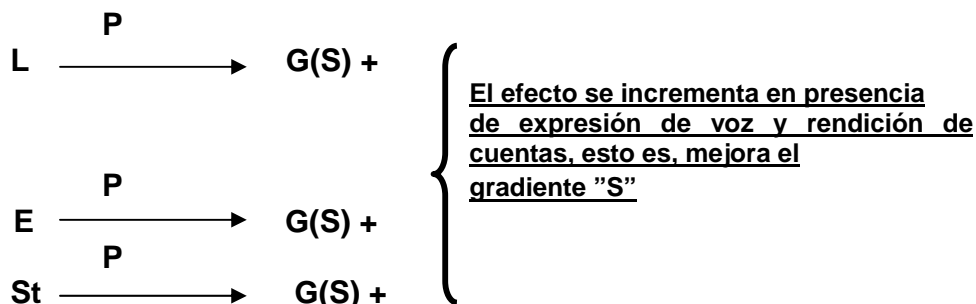 P
L G(S) +
El efecto se incrementa en presencia
de expresión de voz y rendición de
cuentas, esto es, mejora el
gradiente ”S”
P
E G(S) +
P
St G(S) +